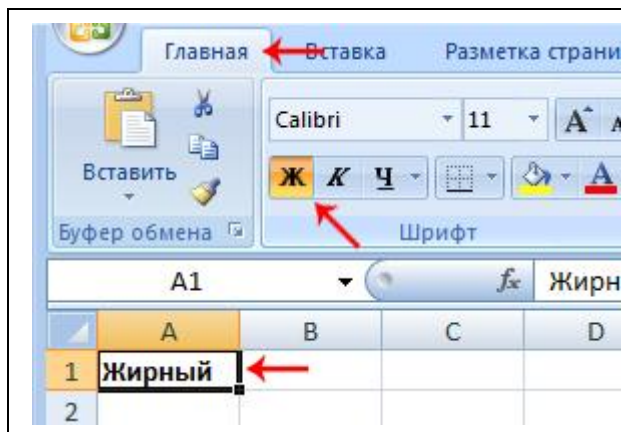 Главная Вставка Разметка страни
Calibri 11 А А
Вставить Ж К Ч А
Буфер обмена Шрифт
A1 fx Жирн
A B C D
1 Жирный
2